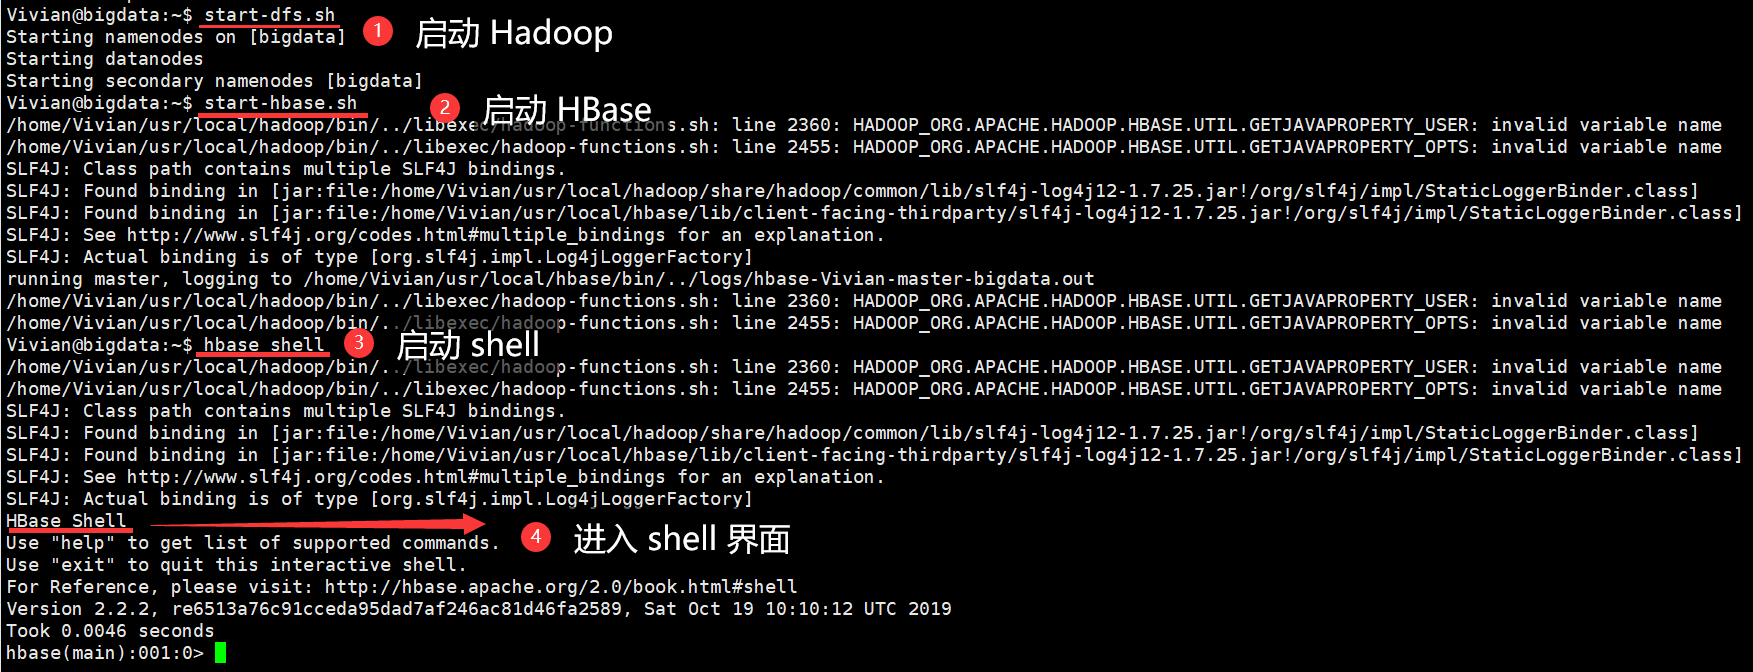 Vivian@bigdata:~$ start-dfs.sh
Starting namenodes on [bigdata]
1 启动 Hadoop
Starting datanodes
Starting secondary namenodes [bigdata]
Vivian@bigdata:~$ start-hbase.sh
2 启动 HBase
/home/Vivian/usr/local/hadoop/bin/../libexec/hadoop-functions.sh: line 2360: HADOOP_ORG.APACHE.HADOOP.HBASE.UTIL.GETJAVAPROPERTY_USER: invalid variable name
/home/Vivian/usr/local/hadoop/bin/../libexec/hadoop-functions.sh: line 2455: HADOOP_ORG.APACHE.HADOOP.HBASE.UTIL.GETJAVAPROPERTY_OPTS: invalid variable name
SLF4J: Class path contains multiple SLF4J bindings.
SLF4J: Found binding in [jar:file:/home/Vivian/usr/local/hadoop/share/hadoop/common/lib/slf4j-log4j12-1.7.25.jar!/org/slf4j/impl/StaticLoggerBinder.class]
SLF4J: Found binding in [jar:file:/home/Vivian/usr/local/hbase/lib/client-facing-thirdparty/slf4j-log4j12-1.7.25.jar!/org/slf4j/impl/StaticLoggerBinder.class]
SLF4J: See http://www.slf4j.org/codes.html#multiple_bindings for an explanation.
SLF4J: Actual binding is of type [org.slf4j.impl.Log4jLoggerFactory]
running master, logging to /home/Vivian/usr/local/hbase/bin/../logs/hbase-Vivian-master-bigdata.out
/home/Vivian/usr/local/hadoop/bin/../libexec/hadoop-functions.sh: line 2360: HADOOP_ORG.APACHE.HADOOP.HBASE.UTIL.GETJAVAPROPERTY_USER: invalid variable name
/home/Vivian/usr/local/hadoop/bin/../libexec/hadoop-functions.sh: line 2455: HADOOP_ORG.APACHE.HADOOP.HBASE.UTIL.GETJAVAPROPERTY_OPTS: invalid variable name
Vivian@bigdata:~$ hbase shell
3 启动 shell
/home/Vivian/usr/local/hadoop/bin/../libexec/hadoop-functions.sh: line 2360: HADOOP_ORG.APACHE.HADOOP.HBASE.UTIL.GETJAVAPROPERTY_USER: invalid variable name
/home/Vivian/usr/local/hadoop/bin/../libexec/hadoop-functions.sh: line 2455: HADOOP_ORG.APACHE.HADOOP.HBASE.UTIL.GETJAVAPROPERTY_OPTS: invalid variable name
SLF4J: Class path contains multiple SLF4J bindings.
SLF4J: Found binding in [jar:file:/home/Vivian/usr/local/hadoop/share/hadoop/common/lib/slf4j-log4j12-1.7.25.jar!/org/slf4j/impl/StaticLoggerBinder.class]
SLF4J: Found binding in [jar:file:/home/Vivian/usr/local/hbase/lib/client-facing-thirdparty/slf4j-log4j12-1.7.25.jar!/org/slf4j/impl/StaticLoggerBinder.class]
SLF4J: See http://www.slf4j.org/codes.html#multiple_bindings for an explanation.
SLF4J: Actual binding is of type [org.slf4j.impl.Log4jLoggerFactory]
HBase Shell
4 进入 shell 界面
Use "help" to get list of supported commands.
Use "exit" to quit this interactive shell.
For Reference, please visit: http://hbase.apache.org/2.0/book.html#shell
Version 2.2.2, re6513a76c91cceda95dad7af246ac81d46fa2589, Sat Oct 19 10:10:12 UTC 2019
Took 0.0046 seconds
hbase(main):001:0>